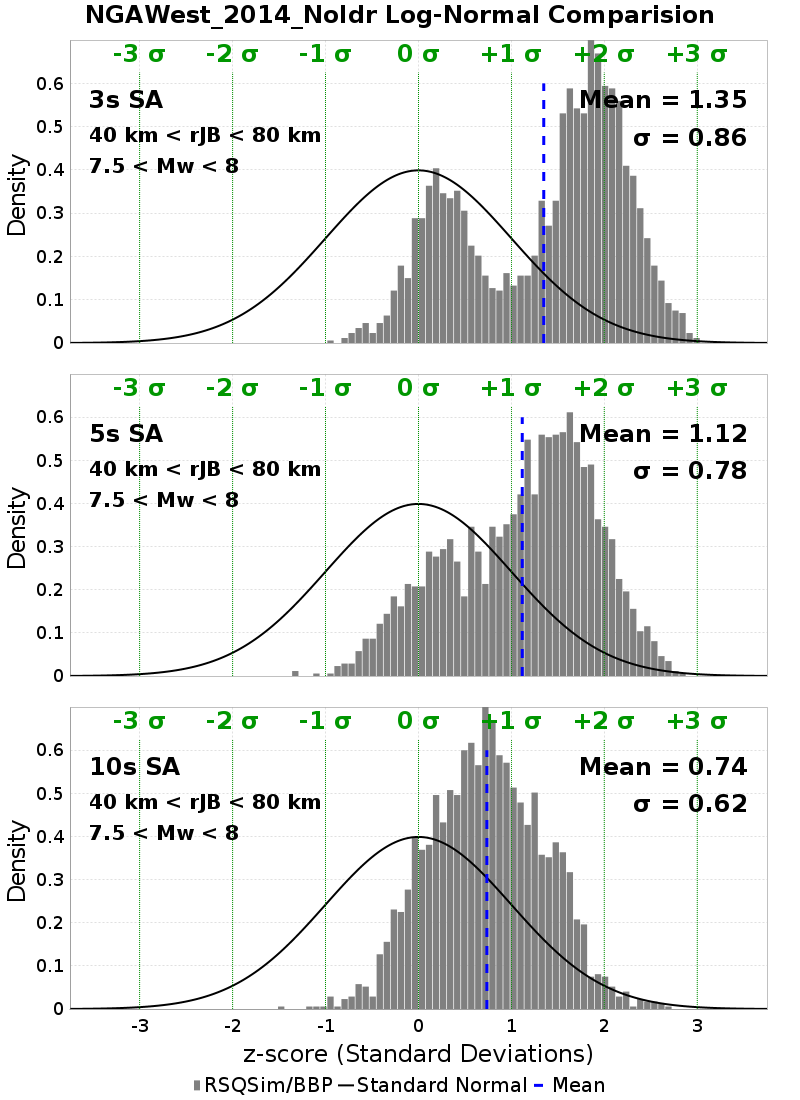 NGAWest_2014_NoIdr Log-Normal Comparision
-3 σ -2 σ -1 σ 0 σ +1 σ +2 σ +3 σ
3s SA
Mean = 1.35
40 km < rJB < 80 km
σ = 0.86
7.5 < Mw < 8
Density
0.6
0.5
0.4
0.3
0.2
0.1
0
-3 σ -2 σ -1 σ 0 σ +1 σ +2 σ +3 σ
5s SA
Mean = 1.12
40 km < rJB < 80 km
σ = 0.78
7.5 < Mw < 8
Density
0.6
0.5
0.4
0.3
0.2
0.1
0
-3 σ -2 σ -1 σ 0 σ +1 σ +2 σ +3 σ
10s SA
Mean = 0.74
40 km < rJB < 80 km
σ = 0.62
7.5 < Mw < 8
Density
0.6
0.5
0.4
0.3
0.2
0.1
0
-3 -2 -1 0 1 2 3
z-score (Standard Deviations)
RSQSim/BBP Standard Normal Mean